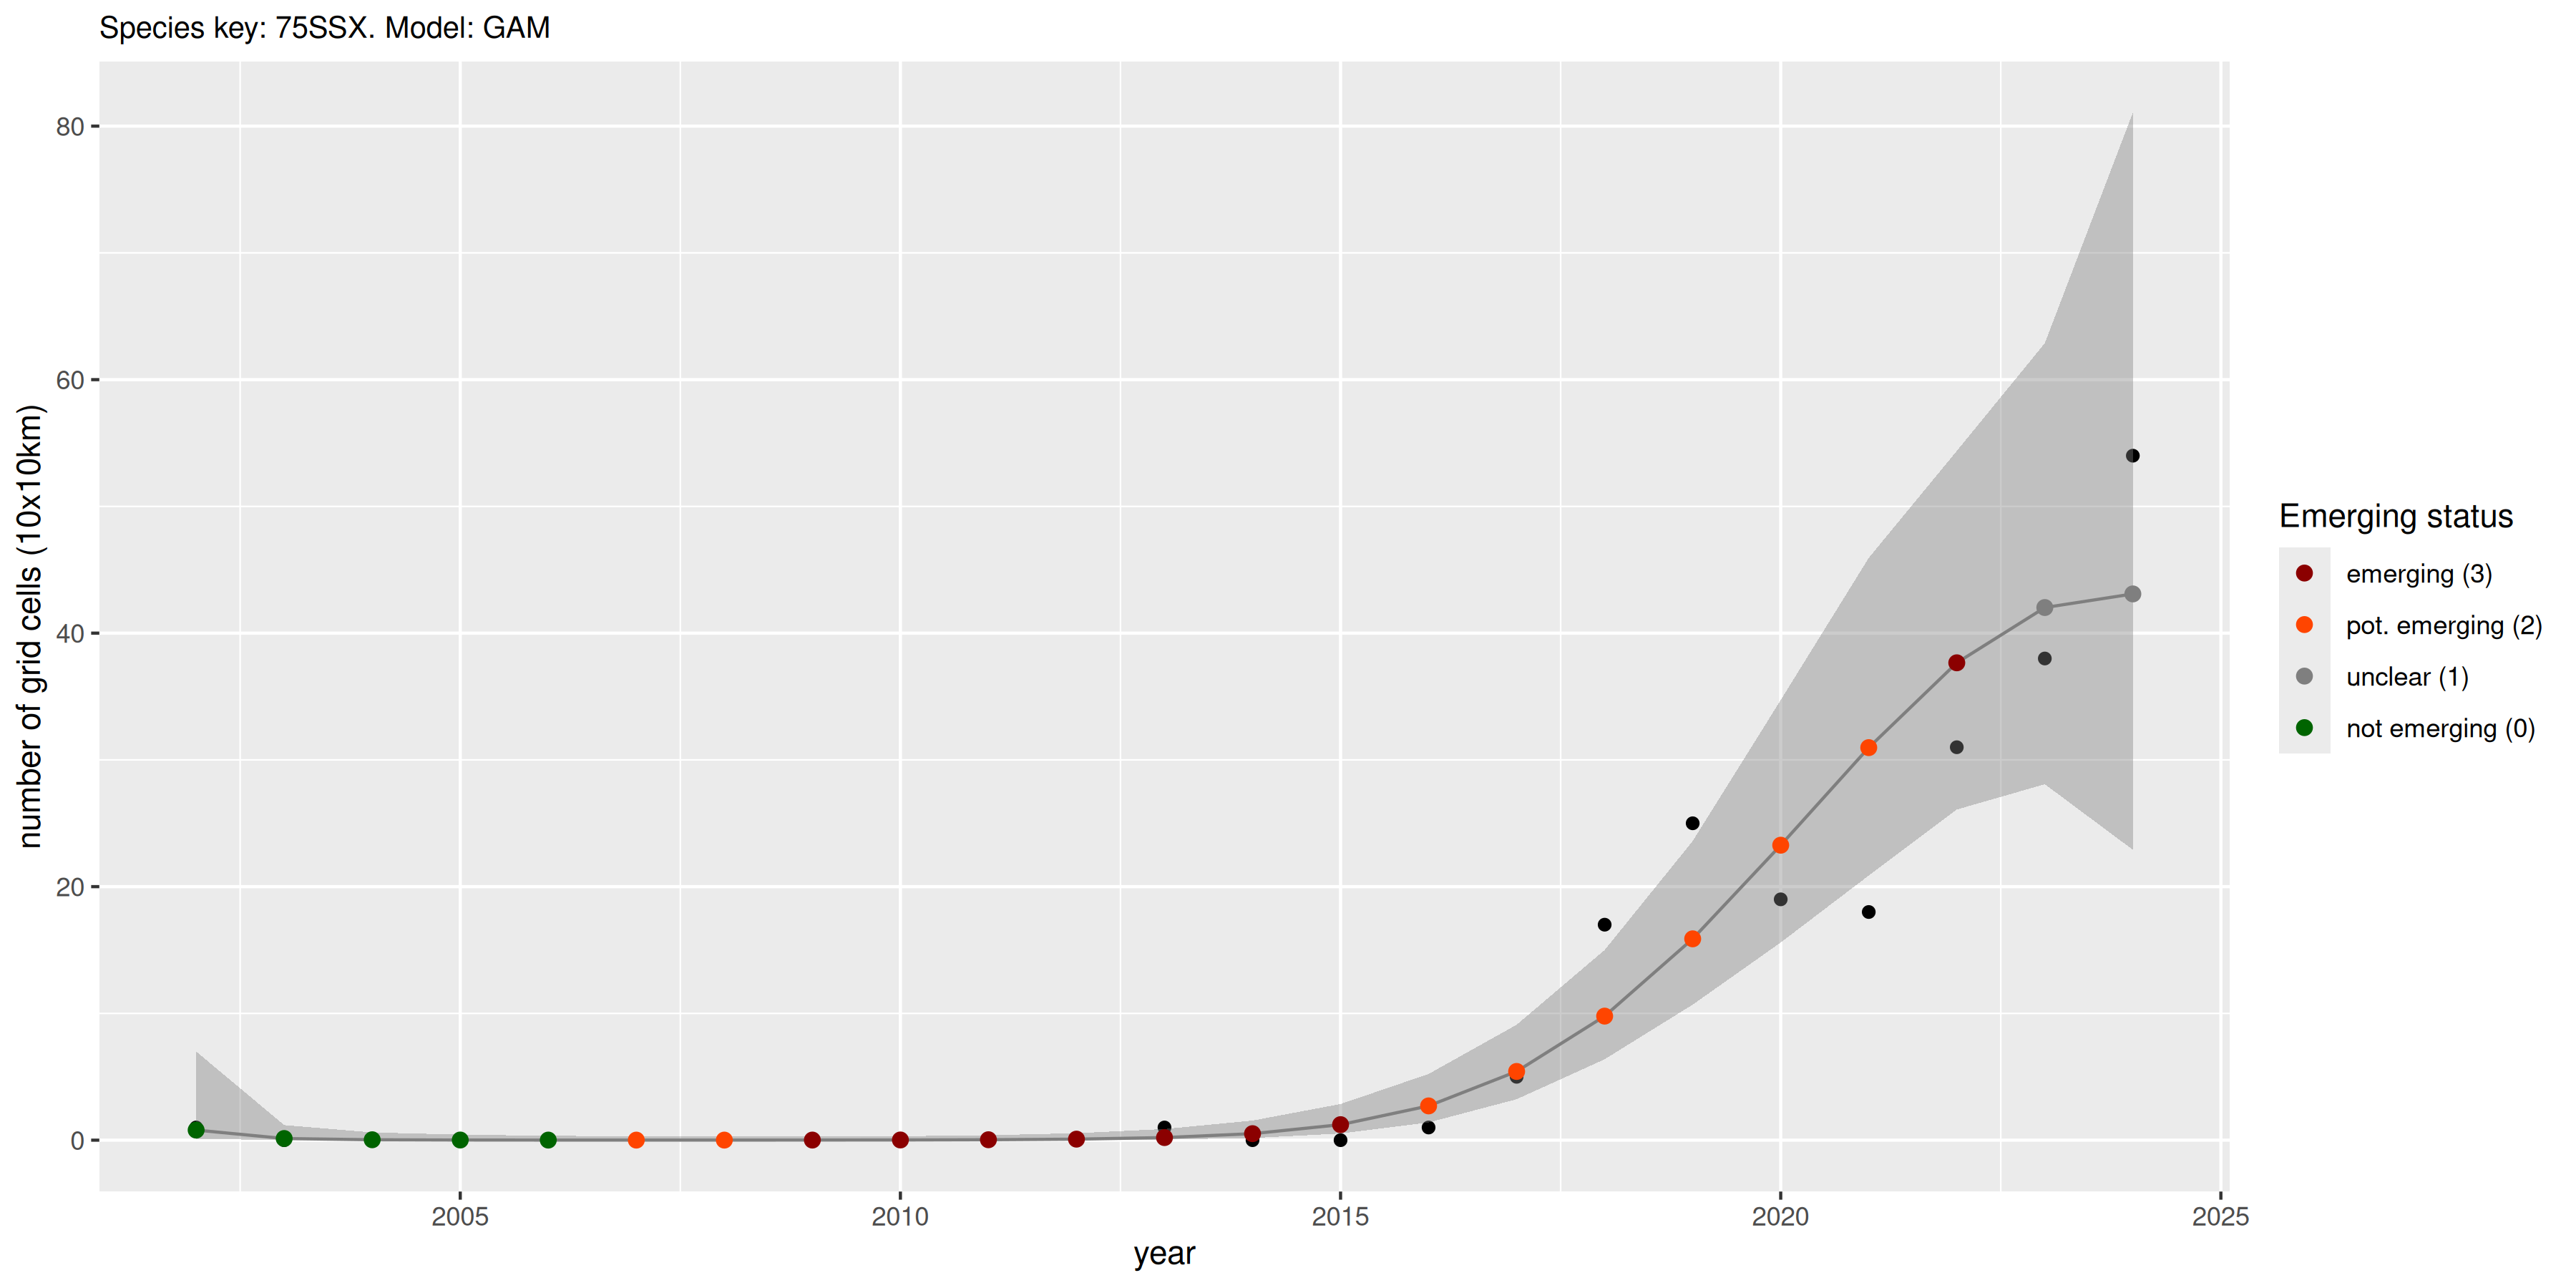 Species key: 75SSX. Model: GAM
number of grid cells (10x10km)
80
60
40
20
0
2005
2010
2015
2020
2025
year
Emerging status
emerging (3)
pot. emerging (2)
unclear (1)
not emerging (0)